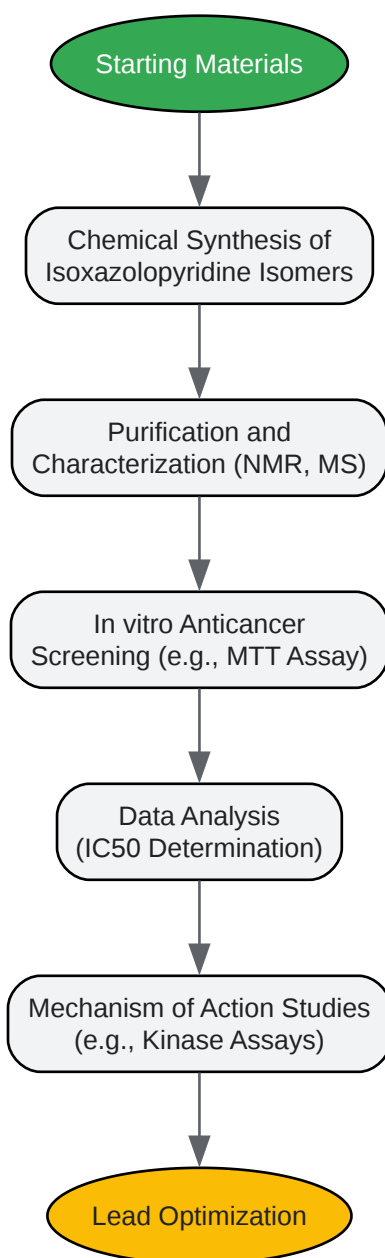 Starting Materials
Chemical Synthesis of
Isoxazolopyridine Isomers
Purification and
Characterization (NMR, MS)
In vitro Anticancer
Screening (e.g., MTT Assay)
Data Analysis
(IC50 Determination)
Mechanism of Action Studies
(e.g., Kinase Assays)
Lead Optimization